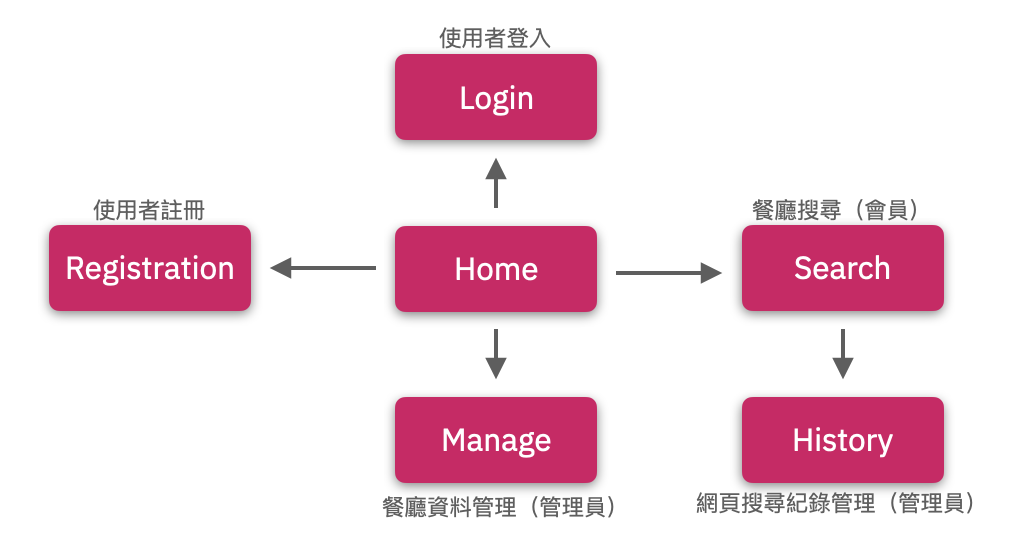 使用者登入
Login
使用者註冊
Registration
Home
餐廳搜尋（會員）
Search
Manage
餐廳資料管理（管理員）
History
網頁搜尋紀錄管理（管理員）